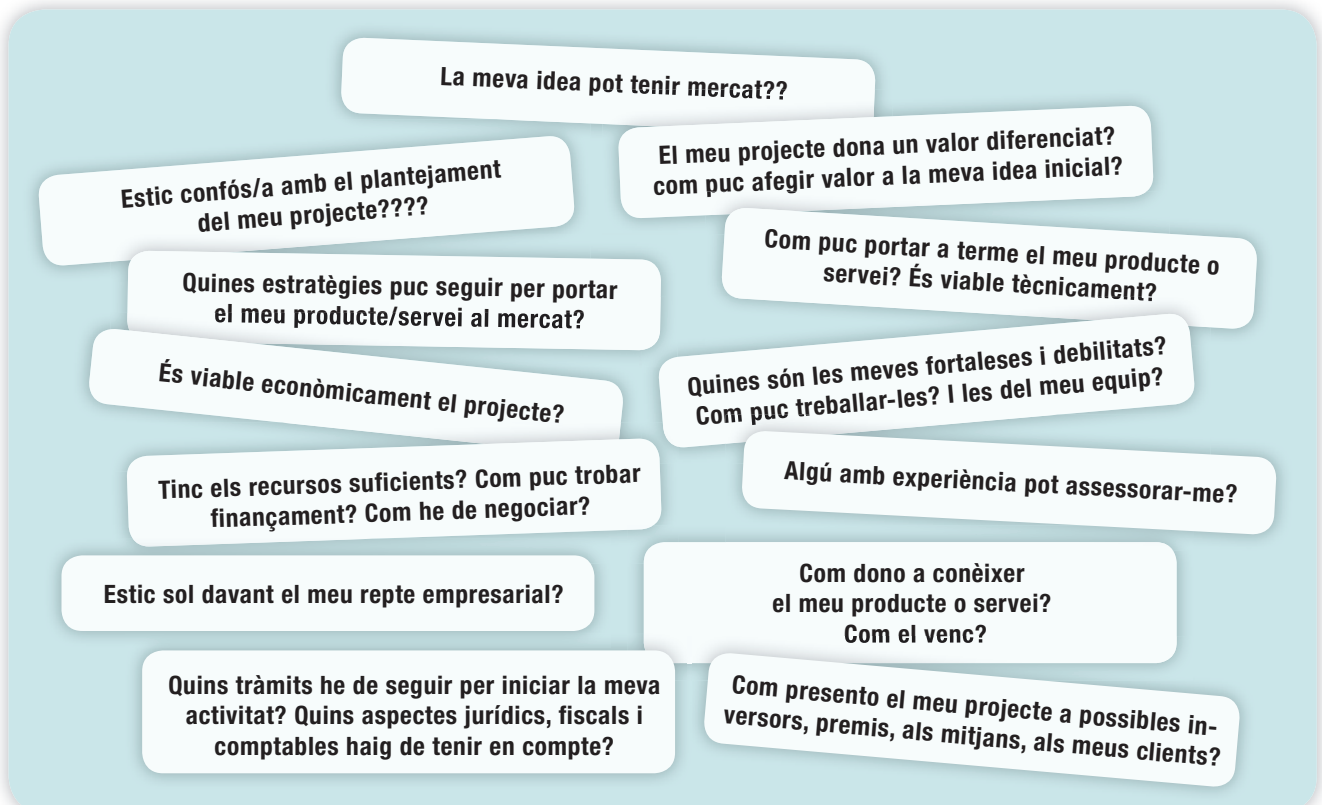 La meva idea pot tenir mercat??
El meu projecte dona un valor diferenciat?
com puc afegir valor a la meva idea inicial?
Estic confós/a amb el plantejament
del meu projecte????
Com puc portar a terme el meu producte o
servei? És viable tècnicament?
Quines estratègies puc seguir per portar
el meu producte/servei al mercat?
Quines són les meves fortaleses i debilitats?
Com puc treballar-les? I les del meu equip?
És viable econòmicament el projecte?
Tinc els recursos suficients? Com puc trobar
finançament? Com he de negociar?
Algú amb experiència pot assessorar-me?
Estic sol davant el meu repte empresarial?
Com dono a conèixer
el meu producte o servei?
Com el venc?
Quins tràmits he de seguir per iniciar la meva
activitat? Quins aspectes jurídics, fiscals i
comptables haig de tenir en compte?
Com presento el meu projecte a possibles in-
versors, premis, als mitjans, als meus clients?